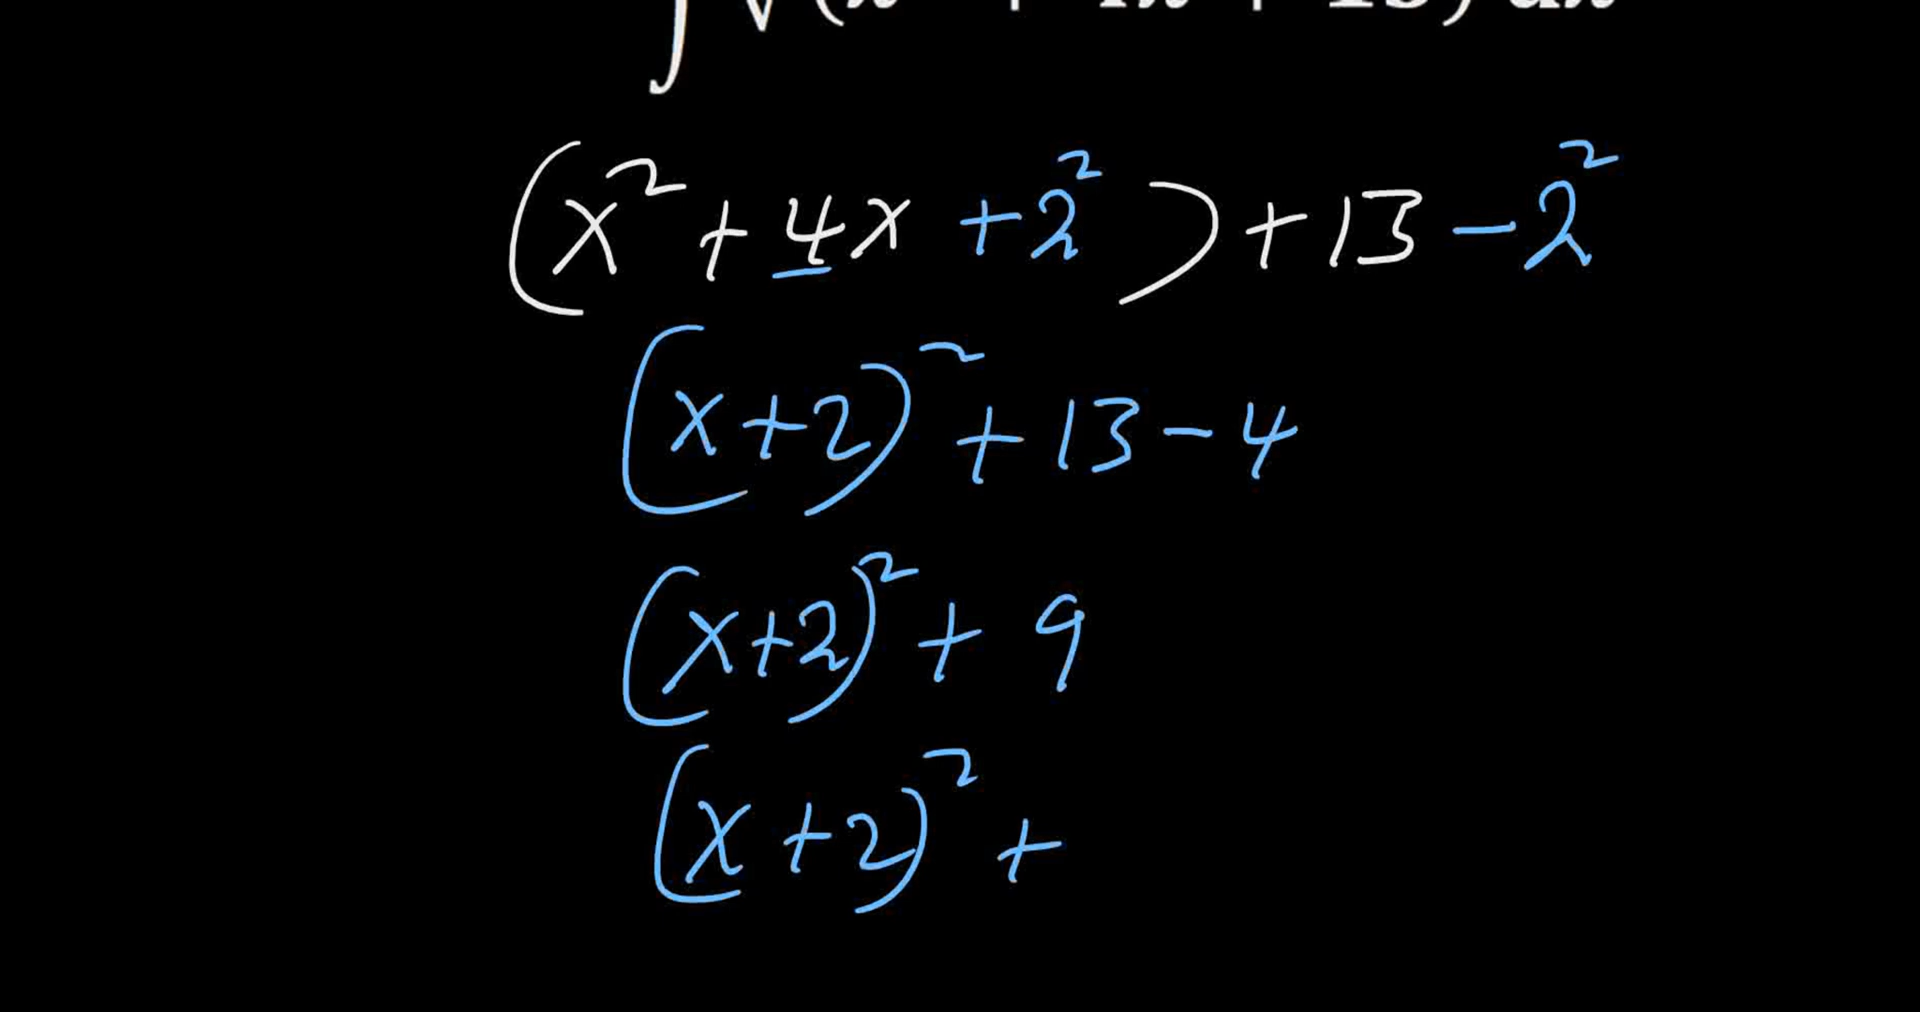 (x² + 4x + 2²) + 13 - 2²
(x+2)² + 13 - 4
(x+2)² + 9
(x+2)² +